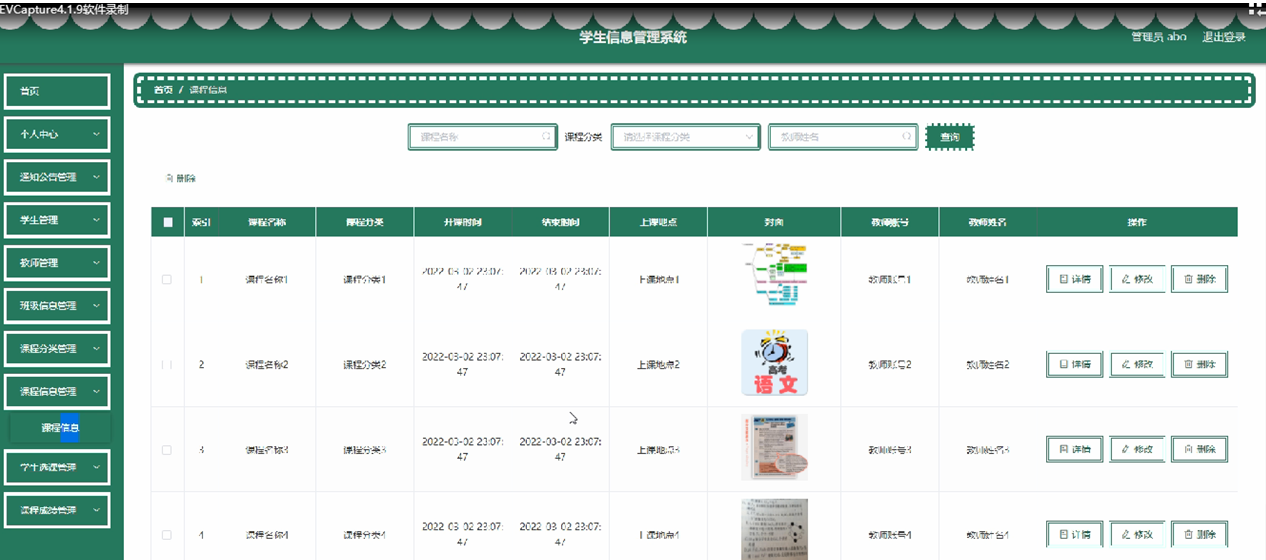 EVCapture4.1.9软件录制
学生信息管理系统
管理员 abo 退出登录
首页
个人中心
通知公告管理
学生管理
教师管理
班级信息管理
课程分类管理
课程信息管理
课程信息
学生选课管理
课程成绩管理
首页 / 课程信息
课程名称 课程分类 请选择课程分类 教师姓名 查询
删除
索引 课程名称 课程分类 开课时间 结束时间 上课地点 封面 教师账号 教师姓名 操作
1 课程名称1 课程分类1 2022-03-02 23:07:47 2022-03-02 23:07:47 上课地点1 教师账号1 教师姓名1 详情 修改 删除
2 课程名称2 课程分类2 2022-03-02 23:07:47 2022-03-02 23:07:47 上课地点2 高考 语文 教师账号2 教师姓名2 详情 修改 删除
3 课程名称3 课程分类3 2022-03-02 23:07:47 2022-03-02 23:07:47 上课地点3 教师账号3 教师姓名3 详情 修改 删除
4 课程名称4 课程分类4 2022-03-02 23:07:47 2022-03-02 23:07:47 上课地点4 教师账号4 教师姓名4 详情 修改 删除